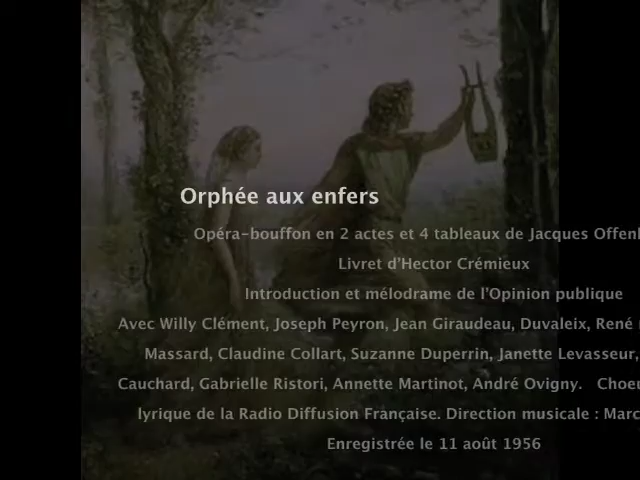 Orphée aux enfers
Opéra-bouffon en 2 actes et 4 tableaux de Jacques Offenb
Livret d'Hector Crémieux
Introduction et mélodrame de l'Opinion publique
Avec Willy Clément, Joseph Peyron, Jean Giraudeau, Duvaleix, René
Massard, Claudine Collart, Suzanne Duperrin, Janette Levasseur,
Cauchard, Gabrielle Ristori, Annette Martinot, André Ovigny. Choeu
lyrique de la Radio Diffusion Française. Direction musicale : Marc
Enregistrée le 11 août 1956